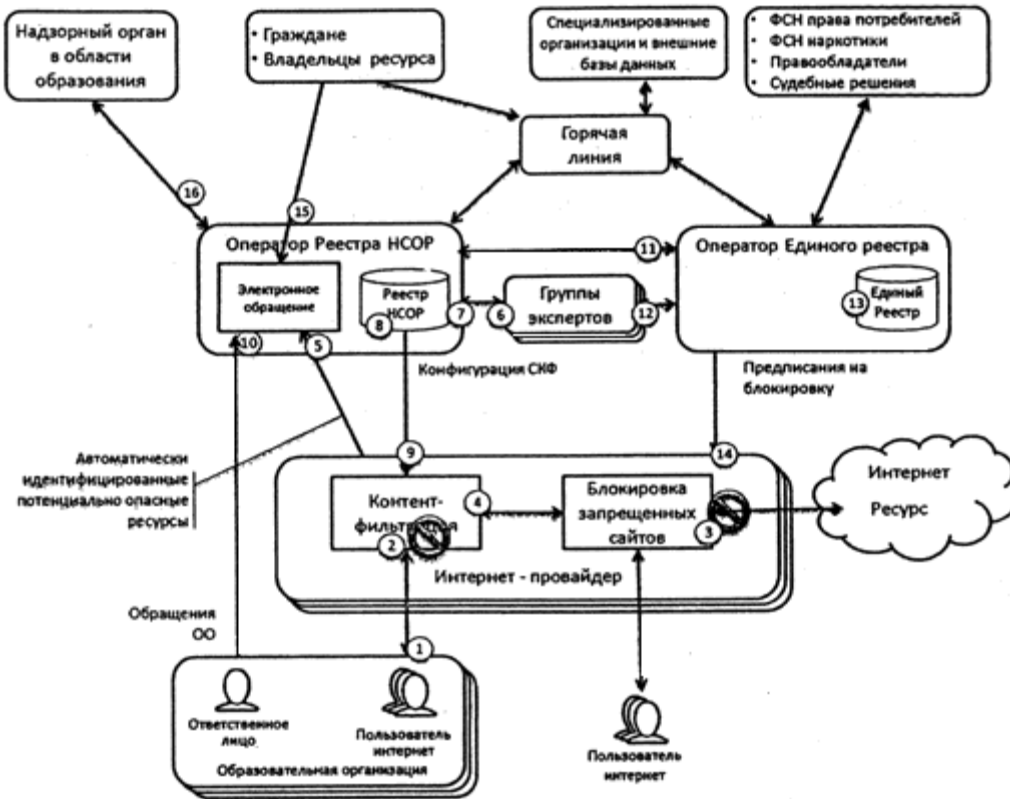 Надзорный орган
в области
образования
• Граждане
• Владельцы ресурса
Специализированные
организации и внешние
базы данных
• ФСН права потребителей
• ФСН наркотики
• Правообладатели
• Судебные решения
Горячая
линия
16
15
Оператор Реестра НСОР
11
Оператор Единого реестра
Электронное
обращение
Реестр
НСОР
8
7
6
Группы
экспертов
12
13
Единый
Реестр
10
5
Конфигурация СКФ
Предписания на
блокировку
Автоматически
идентифицированные
потенциально опасные
ресурсы
9
14
Контент-
фильтрация
2
4
Блокировка
запрещенных
сайтов
3
Интернет
Ресурс
Интернет - провайдер
Обращения
ОО
1
Ответственное
лицо
Пользователь
интернет
Образовательная организация
Пользователь
интернет